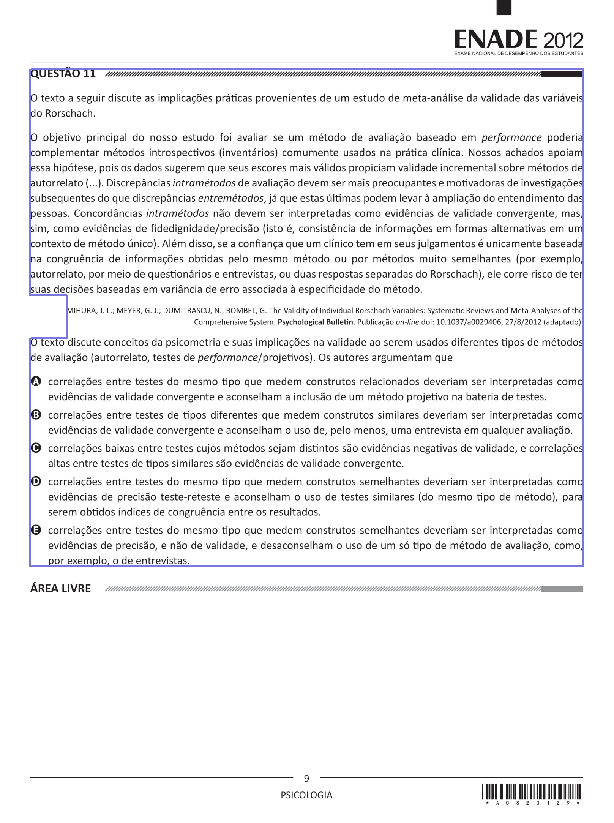 ENADE 2012
EXAME NACIONAL DE DESEMPENHO DOS ESTUDANTES
QUESTÃO 11
O texto a seguir discute as implicações práticas provenientes de um estudo de meta-análise da validade das variáveis
do Rorschach.
O objetivo principal do nosso estudo foi avaliar se um método de avaliação baseado em performance poderia
complementar métodos introspectivos (inventários) comumente usados na prática clínica. Nossos achados apoiam
essa hipótese, pois os dados sugerem que seus escores mais válidos propiciam validade incremental sobre métodos de
autorrelato (...). Discrepâncias intramétodos de avaliação devem ser mais preocupantes e motivadoras de investigações
subsequentes do que discrepâncias entremétodos, já que estas últimas podem levar à ampliação do entendimento das
pessoas. Concordâncias intramétodos não devem ser interpretadas como evidências de validade convergente, mas,
sim, como evidências de fidedignidade/precisão (isto é, consistência de informações em formas alternativas em um
contexto de método único). Além disso, se a confiança que um clínico tem em seus julgamentos é unicamente baseada
na congruência de informações obtidas pelo mesmo método ou por métodos muito semelhantes (por exemplo,
autorrelato, por meio de questionários e entrevistas, ou duas respostas separadas do Rorschach), ele corre risco de ter
suas decisões baseadas em variância de erro associada à especificidade do método.
MIHURA, J. L.; MEYER, G. J.; DUMITRASCU, N., BOMBEL, G. The Validity of Individual Rorschach Variables: Systematic Reviews and Meta-Analyses of the
Comprehensive System. Psychological Bulletin. Publicação on-line doi: 10.1037/a0029406, 27/8/2012 (adaptado).
O texto discute conceitos da psicometria e suas implicações na validade ao serem usados diferentes tipos de métodos
de avaliação (autorrelato, testes de performance/projetivos). Os autores argumentam que
A correlações entre testes do mesmo tipo que medem construtos relacionados deveriam ser interpretadas como
evidências de validade convergente e aconselham a inclusão de um método projetivo na bateria de testes.
B correlações entre testes de tipos diferentes que medem construtos similares deveriam ser interpretadas como
evidências de validade convergente e aconselham o uso de, pelo menos, uma entrevista em qualquer avaliação.
C correlações baixas entre testes cujos métodos sejam distintos são evidências negativas de validade, e correlações
altas entre testes de tipos similares são evidências de validade convergente.
D correlações entre testes do mesmo tipo que medem construtos semelhantes deveriam ser interpretadas como
evidências de precisão teste-reteste e aconselham o uso de testes similares (do mesmo tipo de método), para
serem obtidos índices de congruência entre os resultados.
E correlações entre testes do mesmo tipo que medem construtos semelhantes deveriam ser interpretadas como
evidências de precisão, e não de validade, e desaconselham o uso de um só tipo de método de avaliação, como,
por exemplo, o de entrevistas.
ÁREA LIVRE
9
PSICOLOGIA
*A0823129*